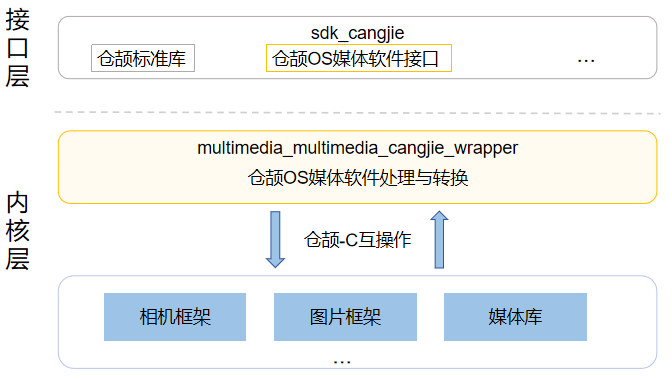 接口层
sdk_cangjie
仓颉标准库
仓颉OS媒体软件接口
...
内核层
multimedia_multimedia_cangjie_wrapper
仓颉OS媒体软件处理与转换
仓颉-C互操作
相机框架
图片框架
媒体库
...